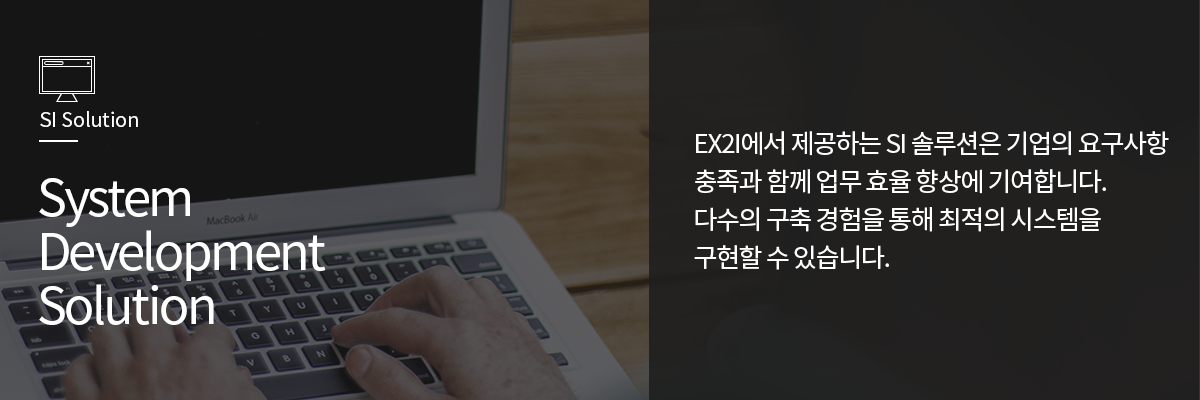 SI Solution
System
Development
Solution
MacBook Air
EX2I에서 제공하는 SI 솔루션은 기업의 요구사항
충족과 함께 업무 효율 향상에 기여합니다.
다수의 구축 경험을 통해 최적의 시스템을
구현할 수 있습니다.